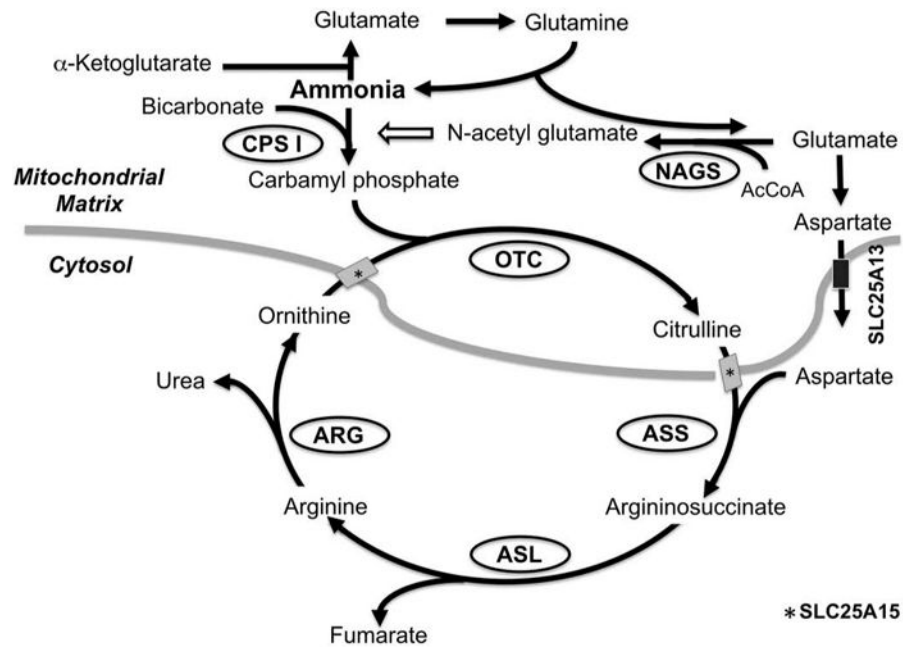 Glutamate
Glutamine
α-Ketoglutarate
Ammonia
Bicarbonate
N-acetyl glutamate
Glutamate
CPS I
NAGS
AcCoA
Carbamyl phosphate
Mitochondrial
Matrix
Aspartate
Cytosol
OTC
*
SLC25A13
Ornithine
Citrulline
*
Urea
Aspartate
ARG
ASS
Arginine
Argininosuccinate
ASL
*SLC25A15
Fumarate